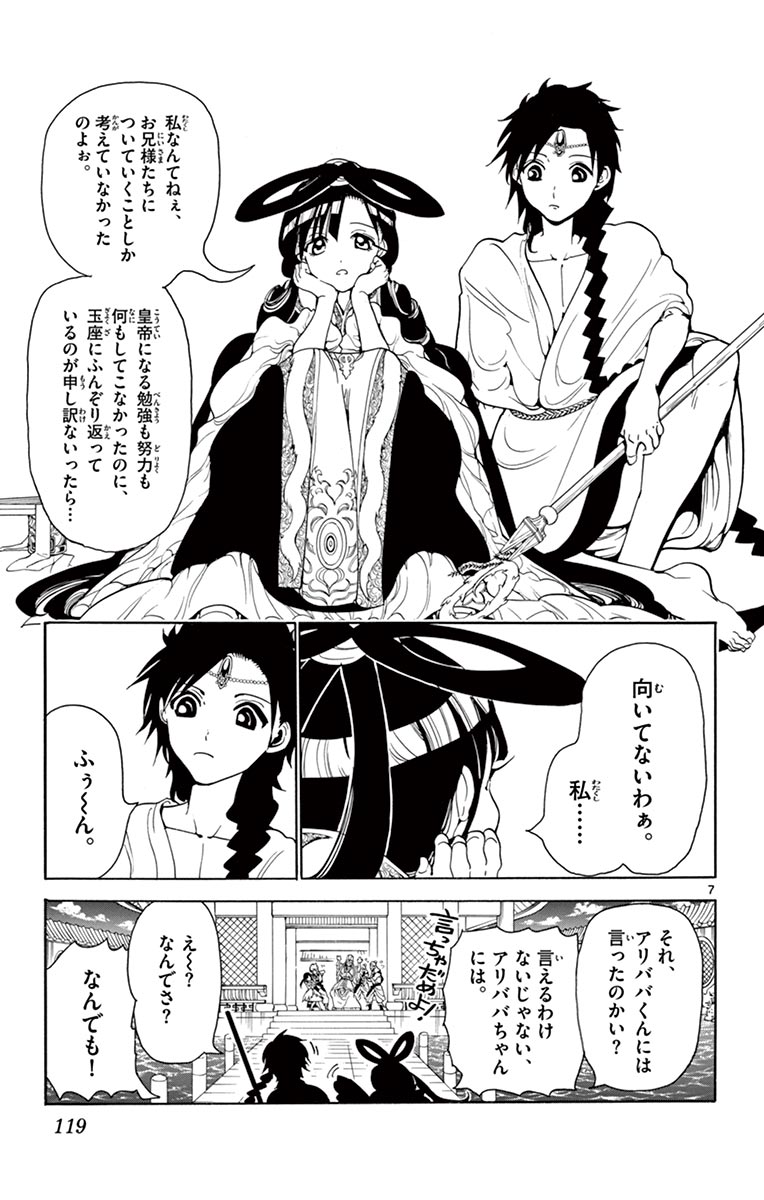 私なんてねぇ、
お兄様たちに
ついていくことしか
考えていなかった
のよぉ。
皇帝になる勉強も努力も
何もしてこなかったのに、
玉座にふんぞり返って
いるのが申し訳ないったら…
向いてないわぁ。
私……
ふぅ〜ん。
7
それ、
アリババくんには
言ったのかい？
言えるわけ
ないじゃない、
アリババちゃん
には。
言っちゃだめよ！
え〜？
なんでさ？
なんでも！
119